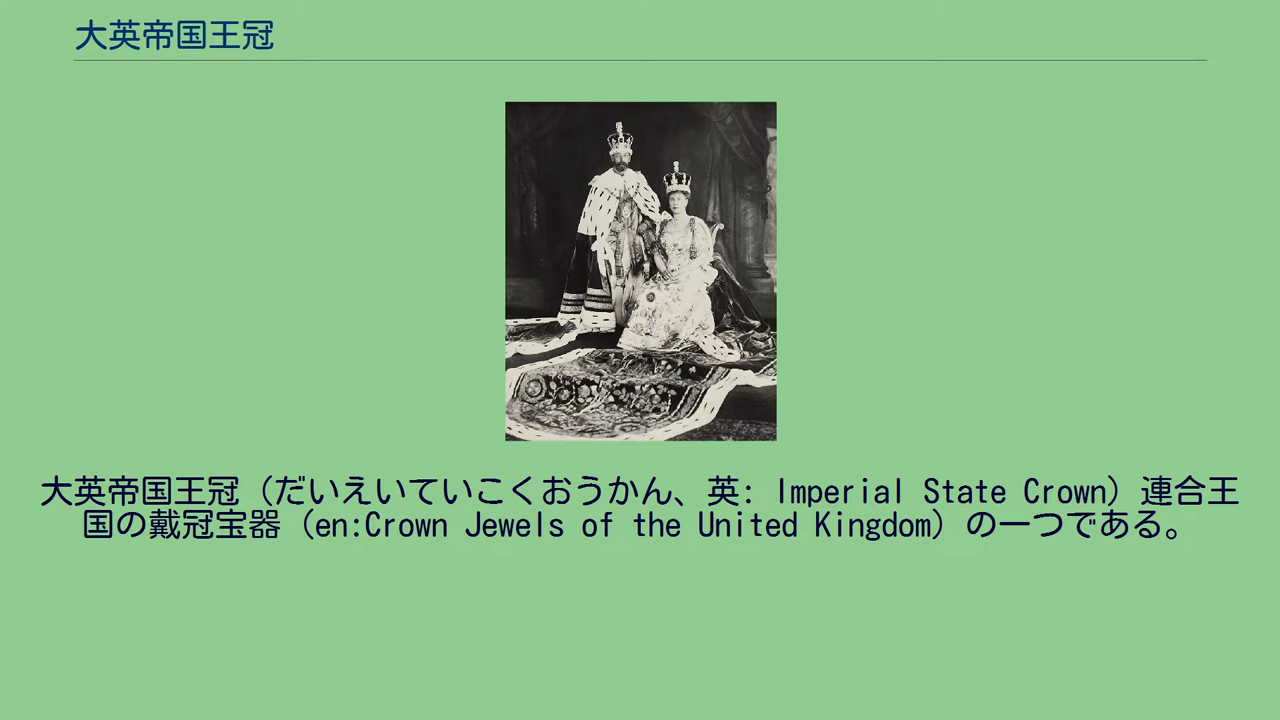 大英帝国王冠
大英帝国王冠（だいえいていこくおうかん、英: Imperial State Crown）連合王
国の戴冠宝器（en:Crown Jewels of the United Kingdom）の一つである。